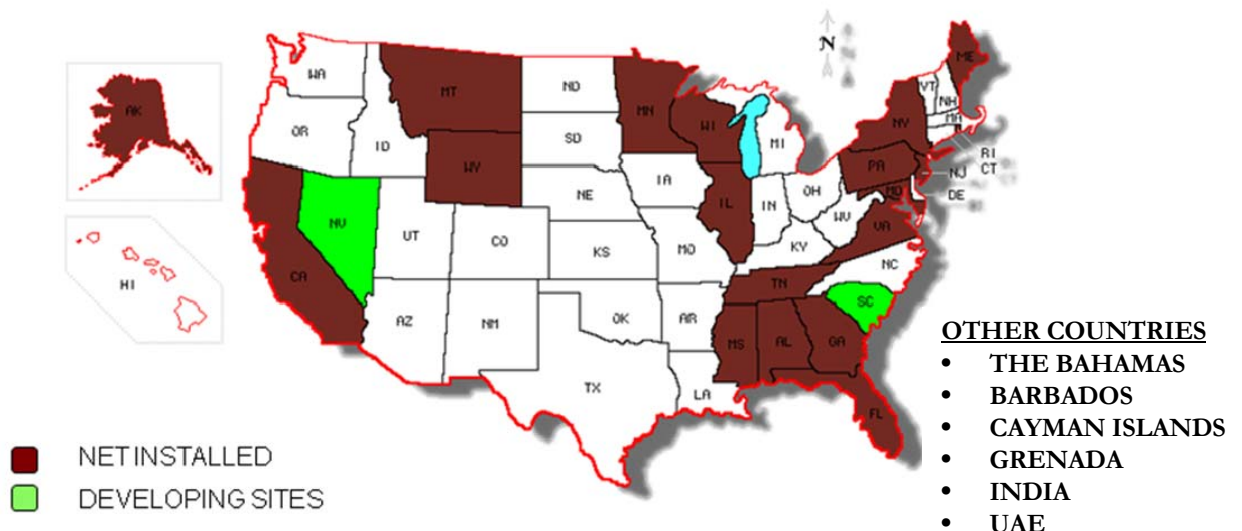 N
N
WA
MT
ND
MN
ME
VT
NH
MA
NY
WI
MI
OR
ID
SD
WY
AK
RI
CT
PA
NJ
DE
MD
IA
NE
OH
IN
IL
WV
VA
NV
UT
CO
KS
MO
KY
NC
CA
TN
SC
AZ
NM
OK
AR
MS
AL
GA
HI
TX
LA
FL
OTHER COUNTRIES
• THE BAHAMAS
• BARBADOS
• CAYMAN ISLANDS
• GRENADA
• INDIA
• UAE
NET INSTALLED
DEVELOPING SITES